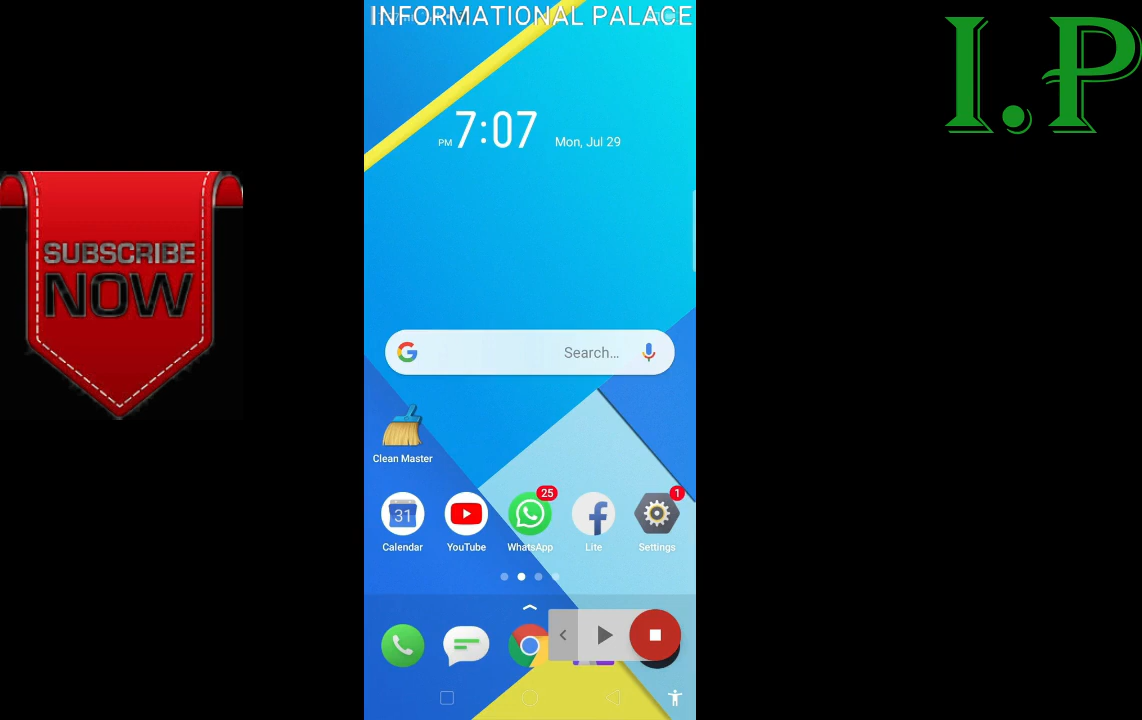 INFORMATIONAL PALACE
I.P
PM 7:07 Mon, Jul 29
SUBSCRIBE
NOW
Search...
Clean Master
25
1
31
Calendar
YouTube
WhatsApp
Lite
Settings